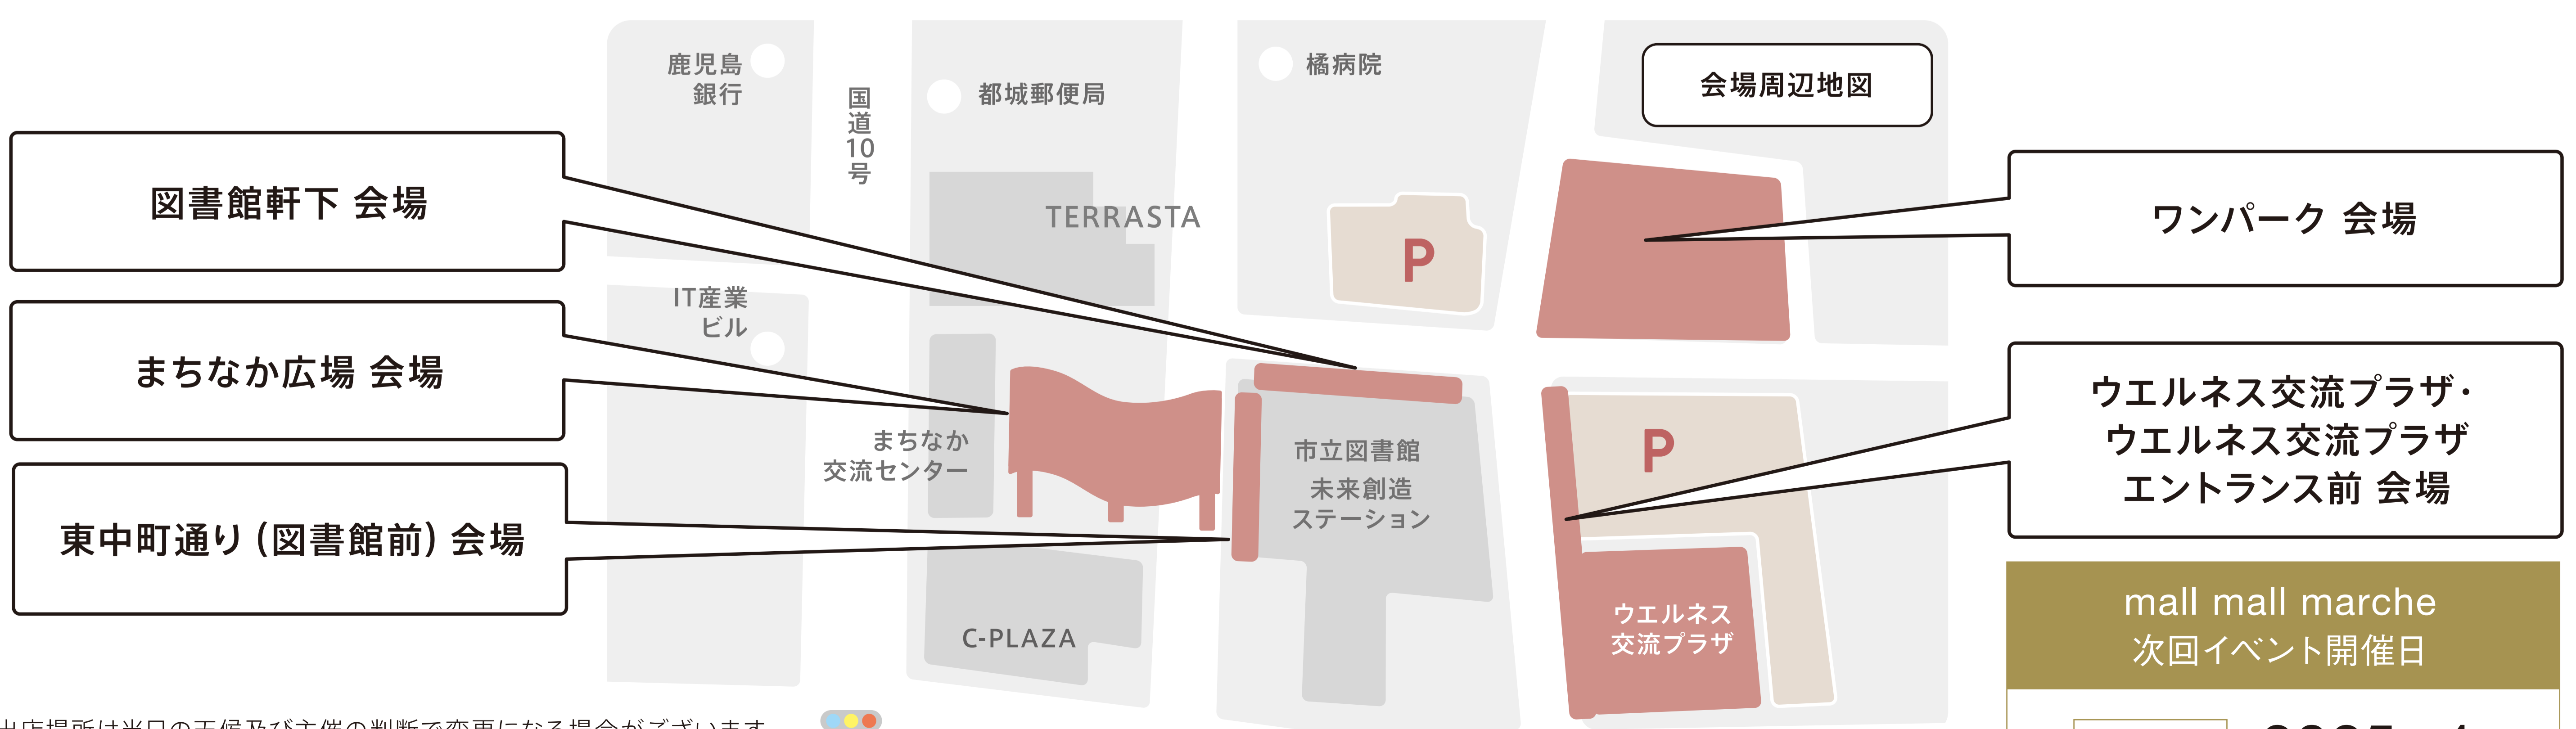 鹿児島
銀行
国道10号
都城郵便局
橘病院
会場周辺地図
図書館軒下 会場
TERRASTA
P
ワンパーク 会場
IT産業
ビル
まちなか広場 会場
まちなか
交流センター
市立図書館
未来創造
ステーション
P
ウエルネス交流プラザ・
ウエルネス交流プラザ
エントランス前 会場
東中町通り(図書館前) 会場
C-PLAZA
ウエルネス
交流プラザ
mall mall marche
次回イベント開催日